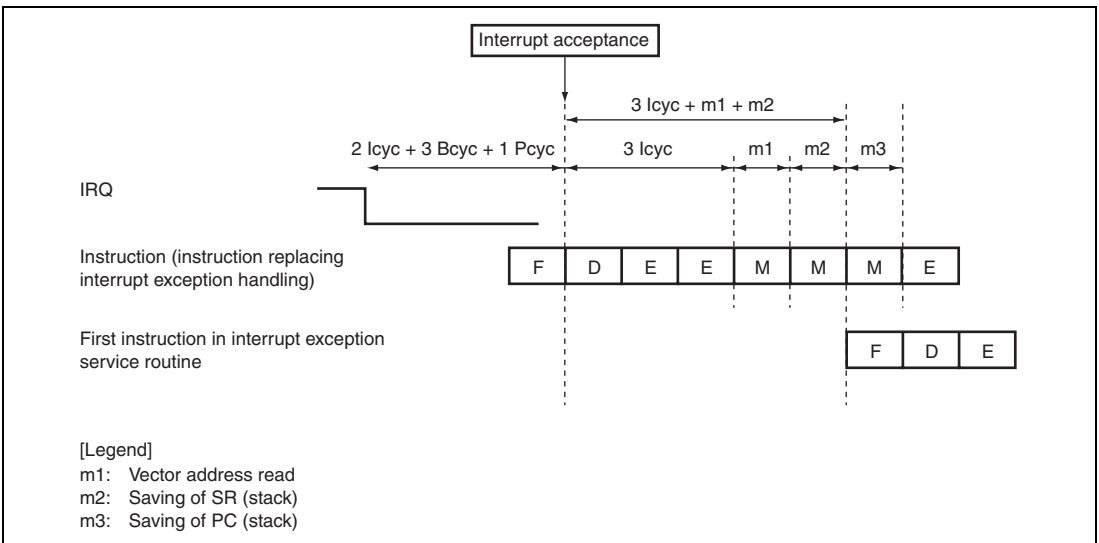 Interrupt acceptance
3 Icyc + m1 + m2
2 Icyc + 3 Bcyc + 1 Pcyc 3 Icyc m1 m2 m3
IRQ
Instruction (instruction replacing
interrupt exception handling)
F D E E M M M E
First instruction in interrupt exception
service routine
F D E
[Legend]
m1: Vector address read
m2: Saving of SR (stack)
m3: Saving of PC (stack)